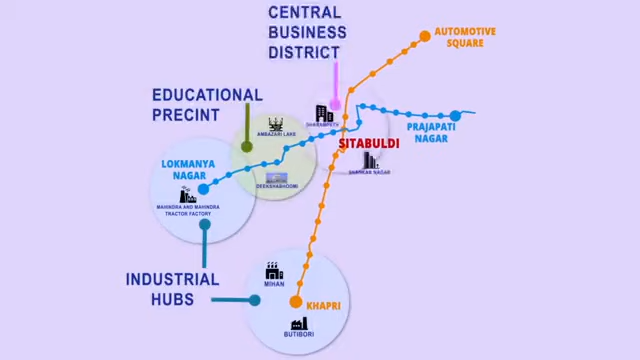 CENTRAL
BUSINESS
DISTRICT
AUTOMOTIVE
SQUARE
EDUCATIONAL
PRECINT
DHARAMPETH
AMBAZARI LAKE
PRAJAPATI
NAGAR
SITABULDI
LOKMANYA
NAGAR
SHANKAR NAGAR
DEEKSHABHOOMI
MAHINDRA AND MAHINDRA
TRACTOR FACTORY
INDUSTRIAL
HUBS
MIHAN
KHAPRI
BUTIBORI